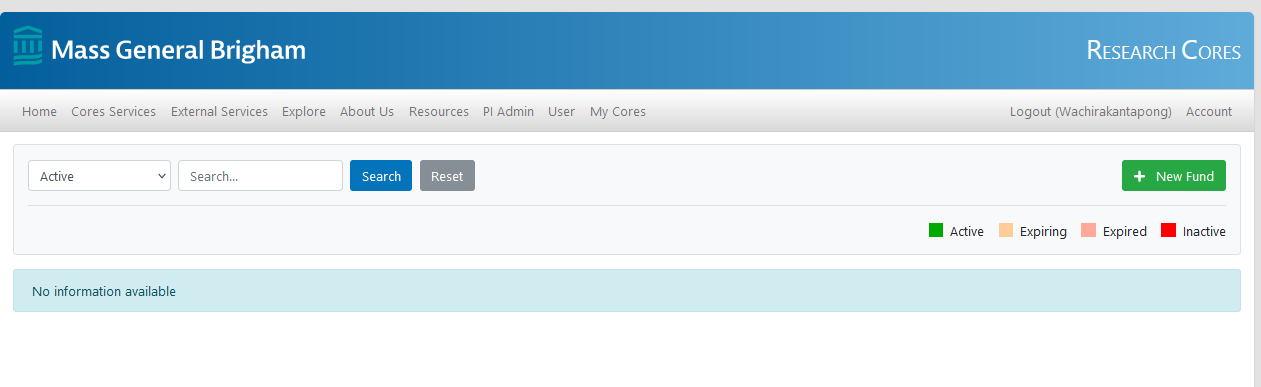 Mass General Brigham
Research Cores
Home Cores Services External Services Explore About Us Resources PI Admin User My Cores Logout (Wachirakantapong) Account
Active Search... Search Reset + New Fund
Active Expiring Expired Inactive
No information available